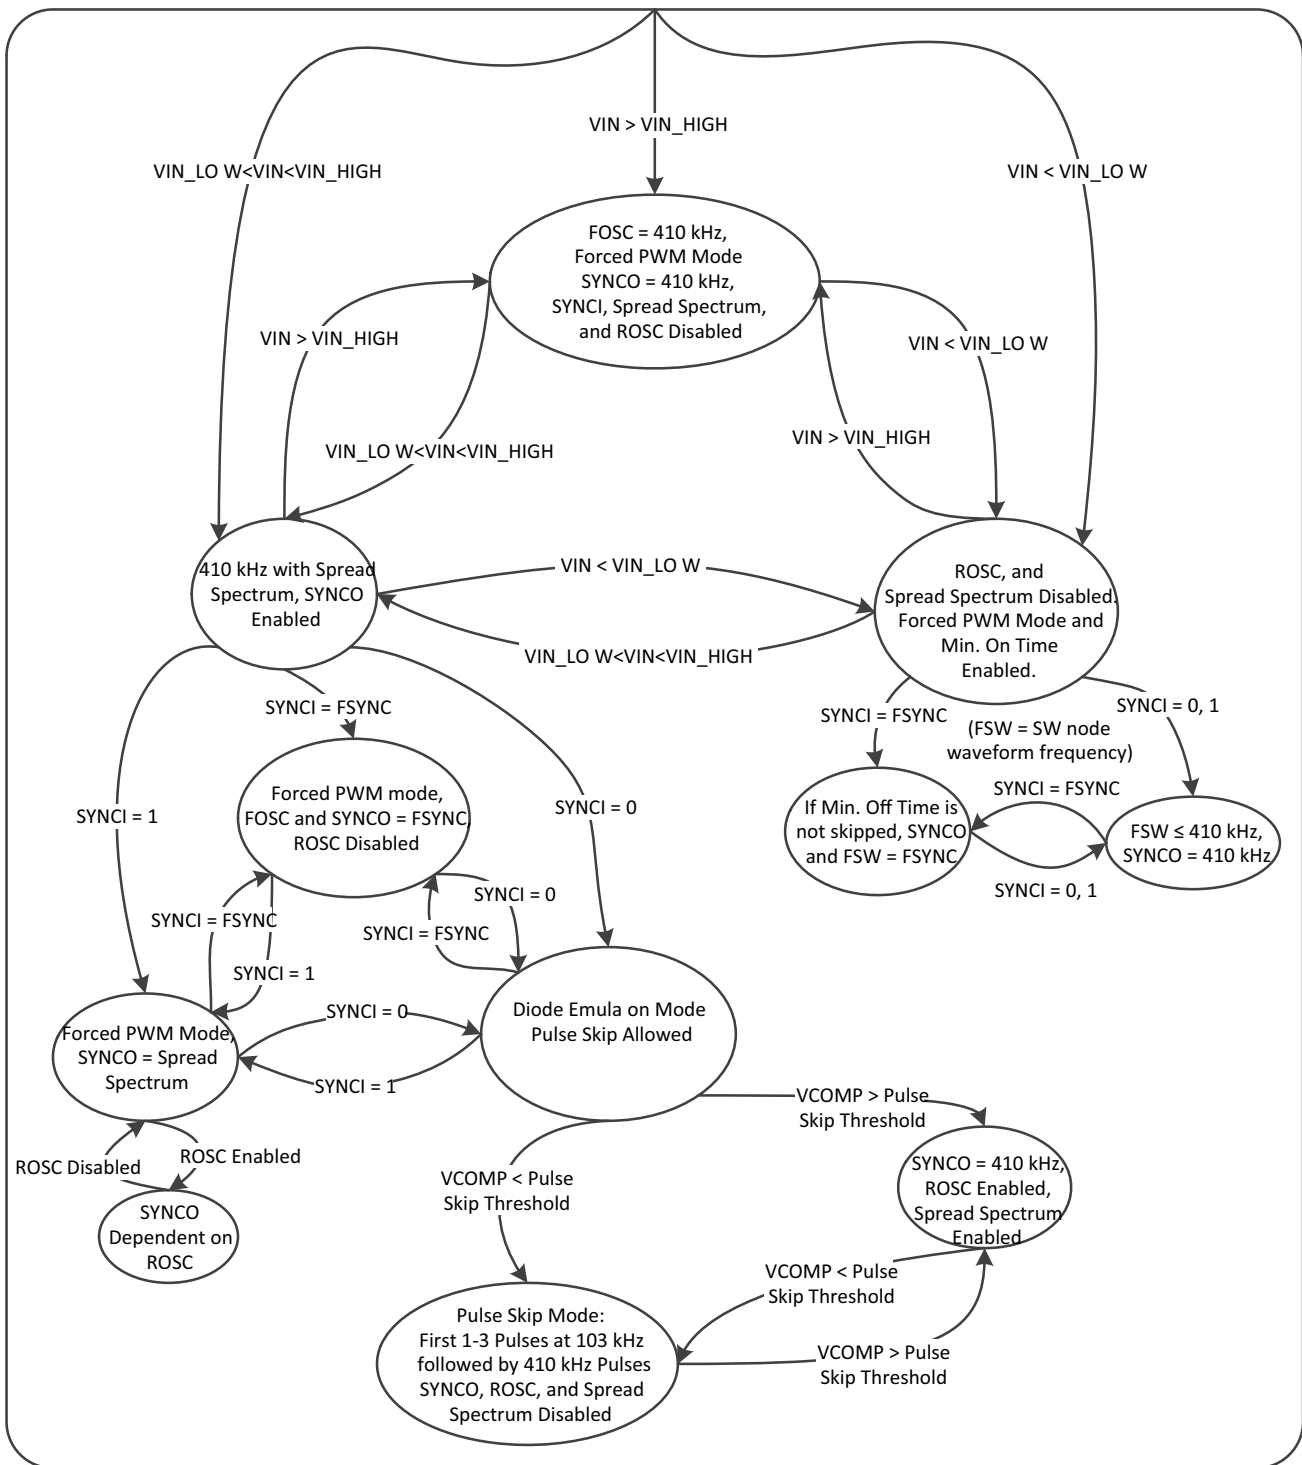 VIN > VIN_HIGH
VIN_LO W<VIN<VIN_HIGH
VIN < VIN_LO W
FOSC = 410 kHz,
Forced PWM Mode
SYNCO = 410 kHz,
SYNCI, Spread Spectrum,
and ROSC Disabled
VIN > VIN_HIGH
VIN < VIN_LO W
VIN_LO W<VIN<VIN_HIGH
VIN > VIN_HIGH
410 kHz with Spread
Spectrum, SYNCO
Enabled
VIN < VIN_LO W
VIN_LO W<VIN<VIN_HIGH
ROSC, and
Spread Spectrum Disabled.
Forced PWM Mode and
Min. On Time
Enabled.
SYNCI = FSYNC
SYNCI = FSYNC
SYNCI = 0, 1
(FSW = SW node
waveform frequency)
SYNCI = 1
Forced PWM mode,
FOSC and SYNCO = FSYNC,
ROSC Disabled
SYNCI = 0
If Min. Off Time is
not skipped, SYNCO
and FSW = FSYNC
SYNCI = FSYNC
FSW ≤ 410 kHz,
SYNCO = 410 kHz
SYNCI = 0, 1
SYNCI = FSYNC
SYNCI = 0
SYNCI = FSYNC
SYNCI = 1
Forced PWM Mode,
SYNCO = Spread
Spectrum
SYNCI = 0
SYNCI = 1
Diode Emula on Mode
Pulse Skip Allowed
ROSC Disabled
ROSC Enabled
SYNCO
Dependent on
ROSC
VCOMP > Pulse
Skip Threshold
VCOMP < Pulse
Skip Threshold
SYNCO = 410 kHz,
ROSC Enabled,
Spread Spectrum
Enabled
VCOMP < Pulse
Skip Threshold
Pulse Skip Mode:
First 1-3 Pulses at 103 kHz
followed by 410 kHz Pulses
SYNCO, ROSC, and Spread
Spectrum Disabled
VCOMP > Pulse
Skip Threshold